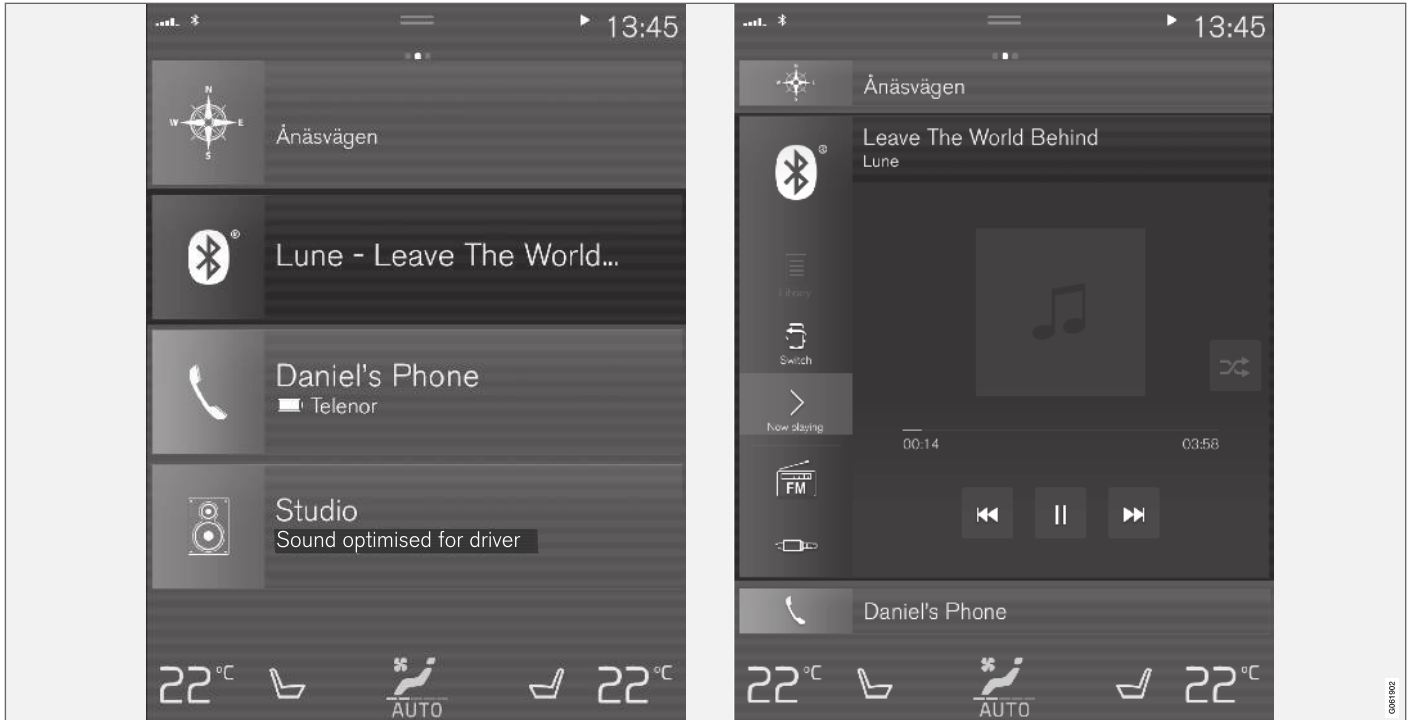 13:45
N
W E
S
Ånäsvägen
Lune - Leave The World...
Daniel's Phone
Telenor
Studio
Sound optimised for driver
22°C
AUTO
22°C
13:45
Ånäsvägen
Leave The World Behind
Lune
Library
Switch
Now playing
00:14
03:58
FM
Daniel's Phone
22°C
AUTO
22°C
G061902